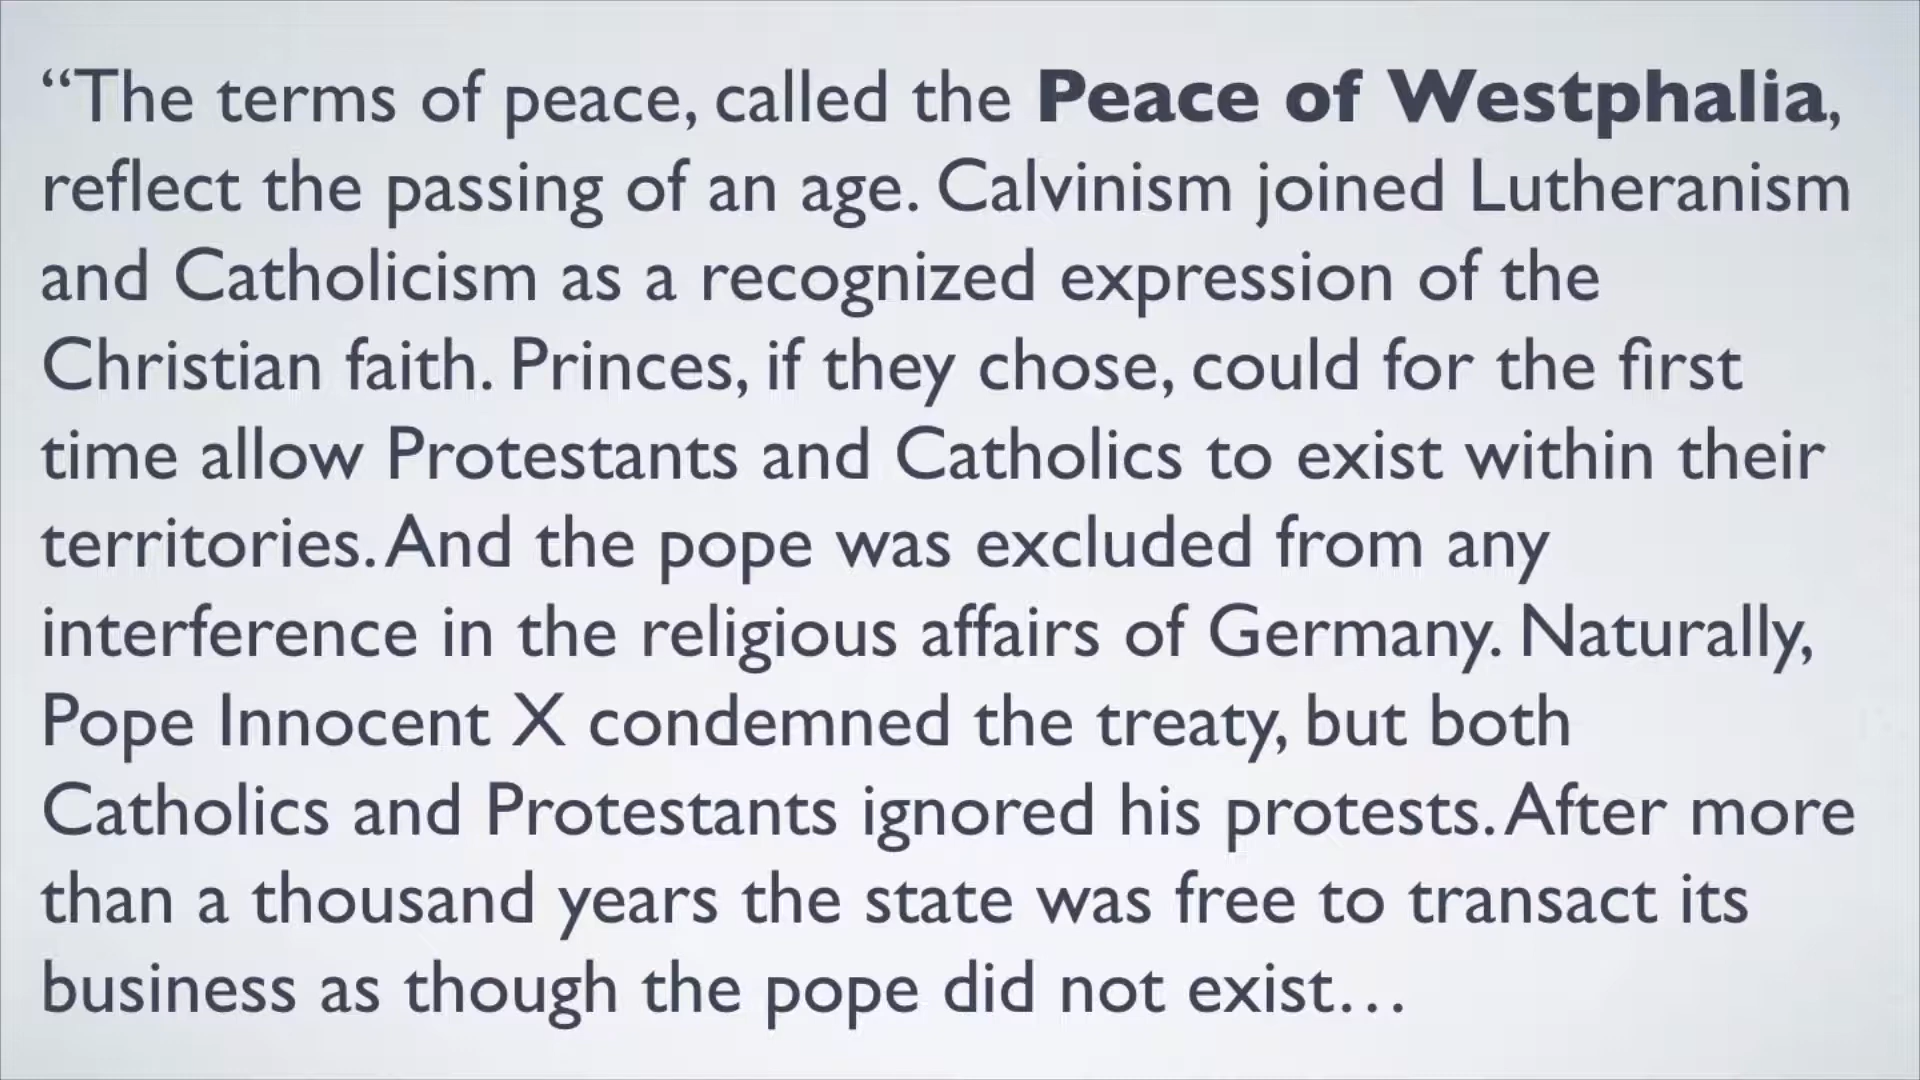 “The terms of peace, called the Peace of Westphalia,
reflect the passing of an age. Calvinism joined Lutheranism
and Catholicism as a recognized expression of the
Christian faith. Princes, if they chose, could for the first
time allow Protestants and Catholics to exist within their
territories. And the pope was excluded from any
interference in the religious affairs of Germany. Naturally,
Pope Innocent X condemned the treaty, but both
Catholics and Protestants ignored his protests. After more
than a thousand years the state was free to transact its
business as though the pope did not exist…